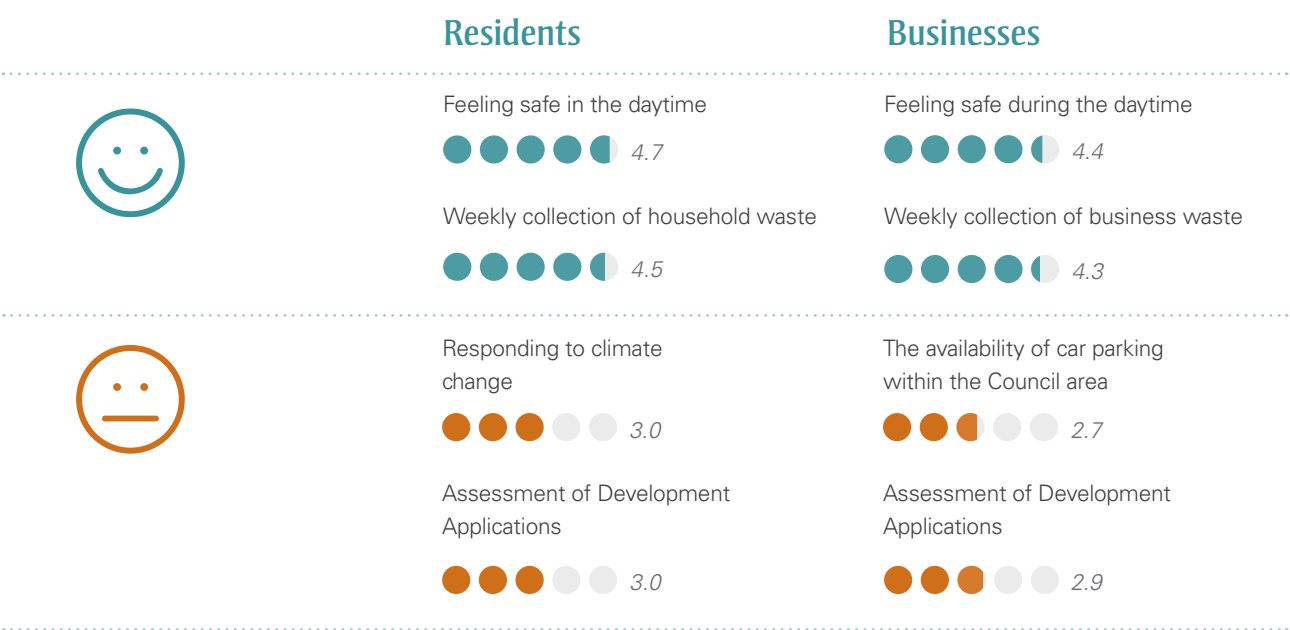 Residents
Businesses
Feeling safe in the daytime
4.7
Feeling safe during the daytime
4.4
Weekly collection of household waste
4.5
Weekly collection of business waste
4.3
Responding to climate
change
3.0
The availability of car parking
within the Council area
2.7
Assessment of Development
Applications
3.0
Assessment of Development
Applications
2.9